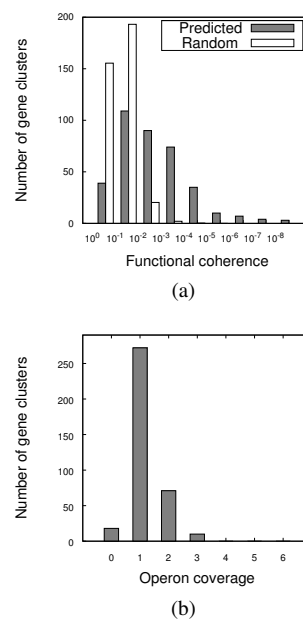 Number of gene clusters
200
150
100
50
0
Predicted
Random
10^0 10^-1 10^-2 10^-3 10^-4 10^-5 10^-6 10^-7 10^-8
Functional coherence
(a)
Number of gene clusters
250
200
150
100
50
0
0 1 2 3 4 5 6
Operon coverage
(b)